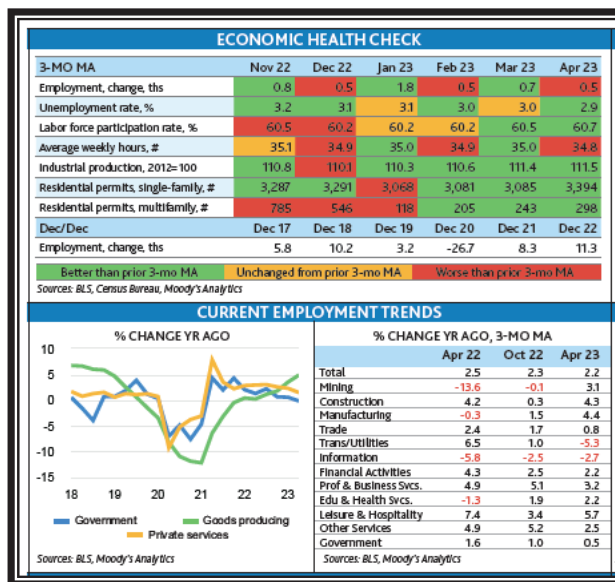 ECONOMIC HEALTH CHECK
3-MO MA Nov 22 Dec 22 Jan 23 Feb 23 Mar 23 Apr 23
Employment, change, ths 0.8 0.5 1.8 0.5 0.7 0.5
Unemployment rate, % 3.2 3.1 3.1 3.0 3.0 2.9
Labor force participation rate, % 60.5 60.2 60.2 60.2 60.5 60.7
Average weekly hours, # 35.1 34.9 35.0 34.9 35.0 34.8
Industrial production, 2012=100 110.8 110.1 110.3 110.6 111.4 111.5
Residential permits, single-family, # 3,287 3,291 3,068 3,081 3,085 3,394
Residential permits, multifamily, # 785 546 118 205 243 298
Dec/Dec Dec 17 Dec 18 Dec 19 Dec 20 Dec 21 Dec 22
Employment, change, ths 5.8 10.2 3.2 -26.7 8.3 11.3
Better than prior 3-mo MA Unchanged from prior 3-mo MA Worse than prior 3-mo MA
Sources: BLS, Census Bureau, Moody's Analytics
CURRENT EMPLOYMENT TRENDS
% CHANGE YR AGO
10
5
0
-5
-10
-15
18 19 20 21 22 23
Government Goods producing
Private services
Sources: BLS, Moody's Analytics
% CHANGE YR AGO, 3-MO MA
Apr 22 Oct 22 Apr 23
Total 2.5 2.3 2.2
Mining -13.6 -0.1 3.1
Construction 4.2 0.3 4.3
Manufacturing -0.3 1.5 4.4
Trade 2.4 1.7 0.8
Trans/Utilities 6.5 1.0 -5.3
Information -5.8 -2.5 -2.7
Financial Activities 4.3 2.5 2.2
Prof & Business Svcs. 4.9 5.1 3.2
Edu & Health Svcs. -1.3 1.9 2.2
Leisure & Hospitality 7.4 3.4 5.7
Other Services 4.9 5.2 2.5
Government 1.6 1.0 0.5
Sources: BLS, Moody's Analytics